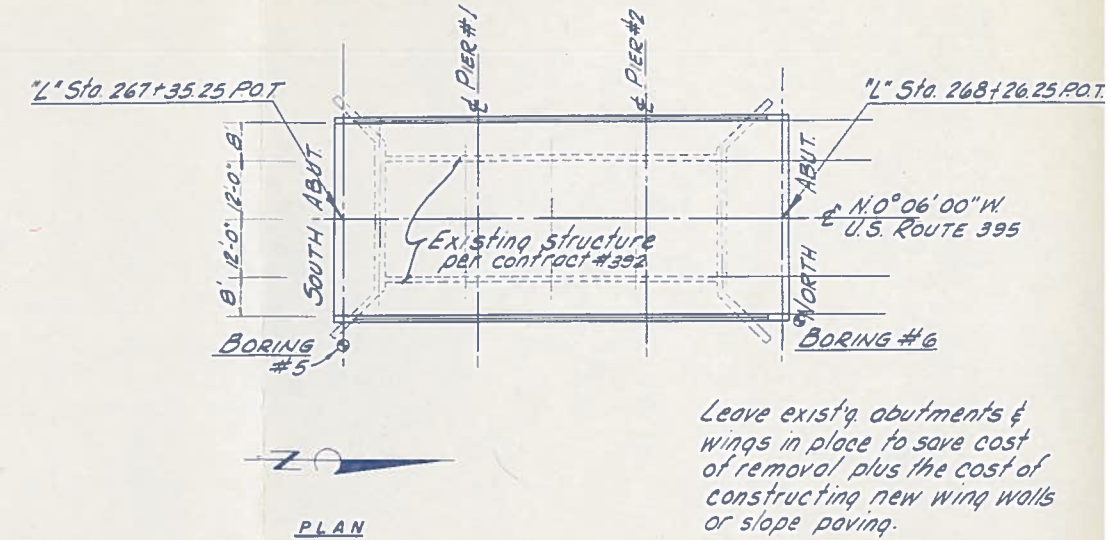 ℄ PIER #1
℄ PIER #2
"L" Sta. 267+35.25 P.O.T.
"L" Sta. 268+26.25 P.O.T.
8' 12'-0" 12'-0" 8'
SOUTH ABUT.
NORTH ABUT.
Existing structure
per contract #392
℄ N.0° 06' 00" W.
U.S. ROUTE 395
BORING
#5
BORING #6
N
PLAN
Leave exist'g. abutments &
wings in place to save cost
of removal plus the cost of
constructing new wing walls
or slope paving.